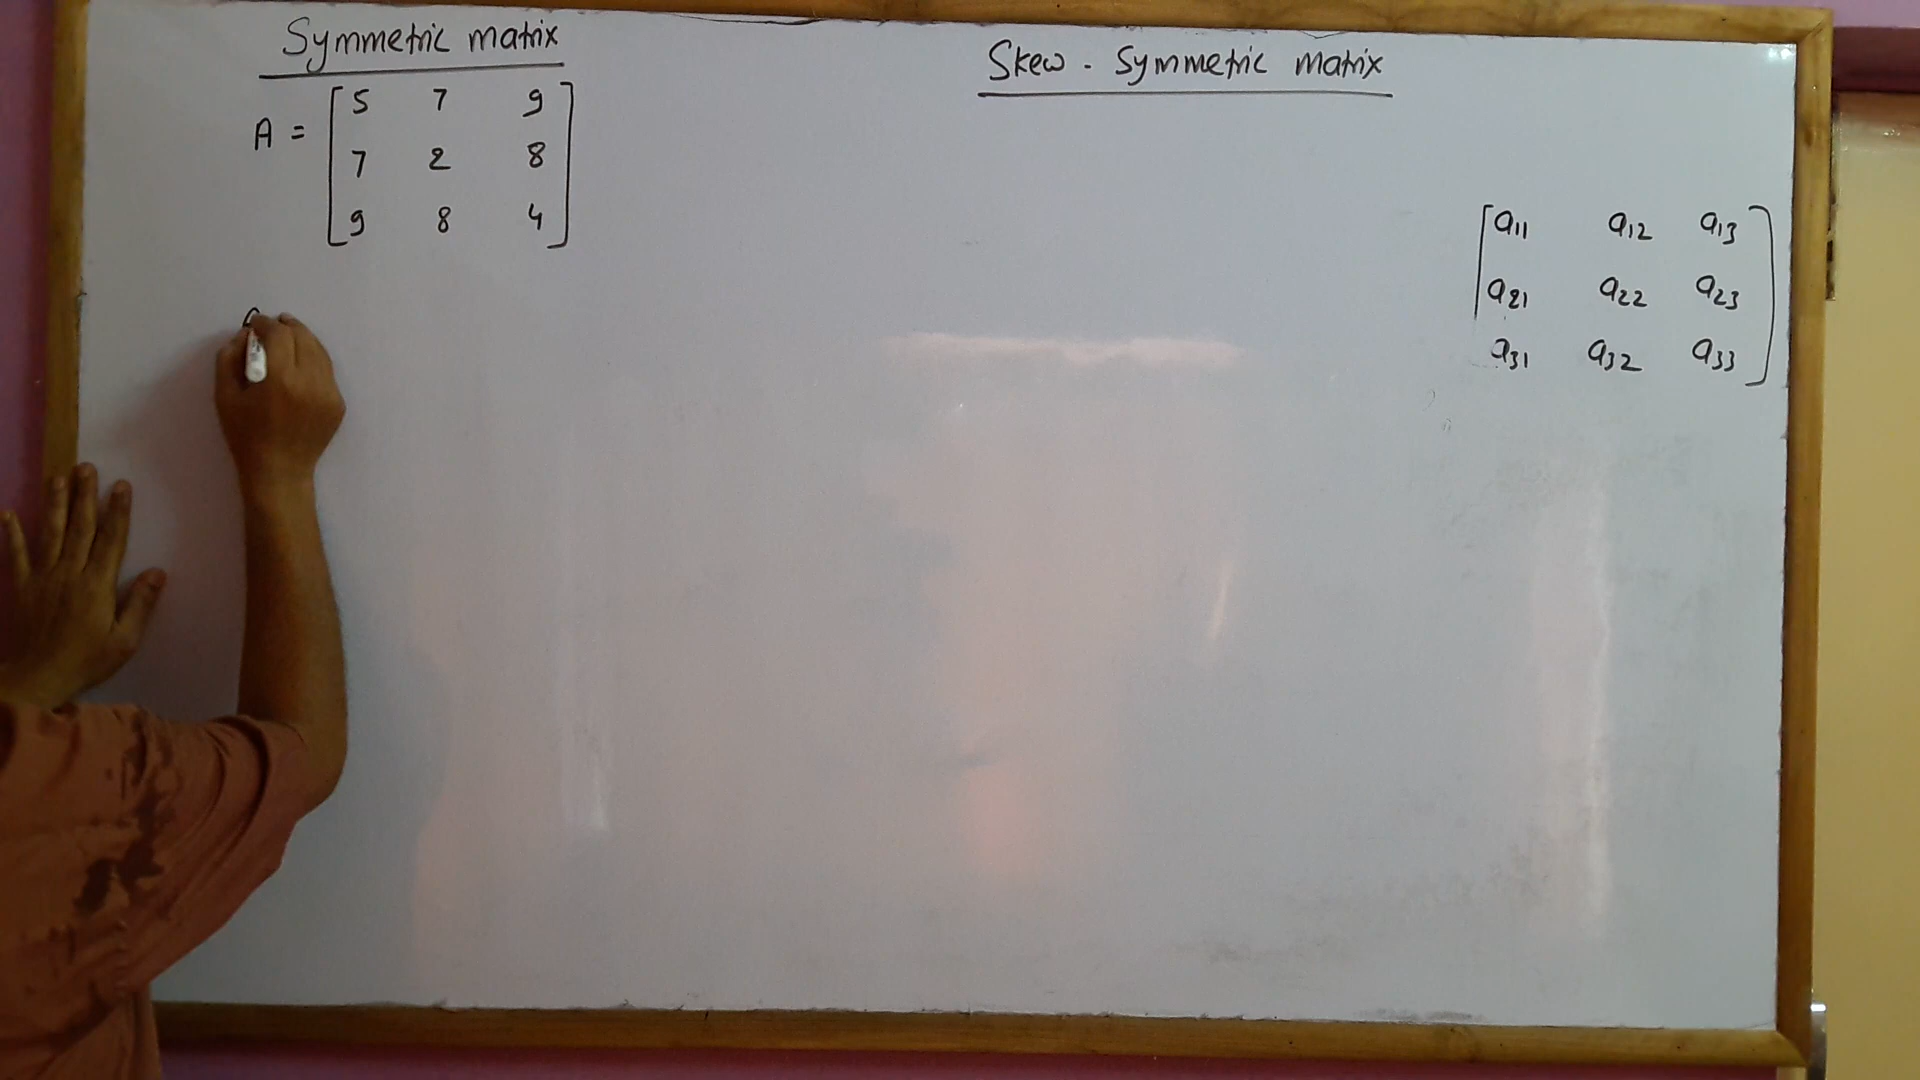 Symmetric matrix
A = [5 7 9
7 2 8
9 8 4]
Skew - Symmetric matrix
[a11 a12 a13
a21 a22 a23
a31 a32 a33]